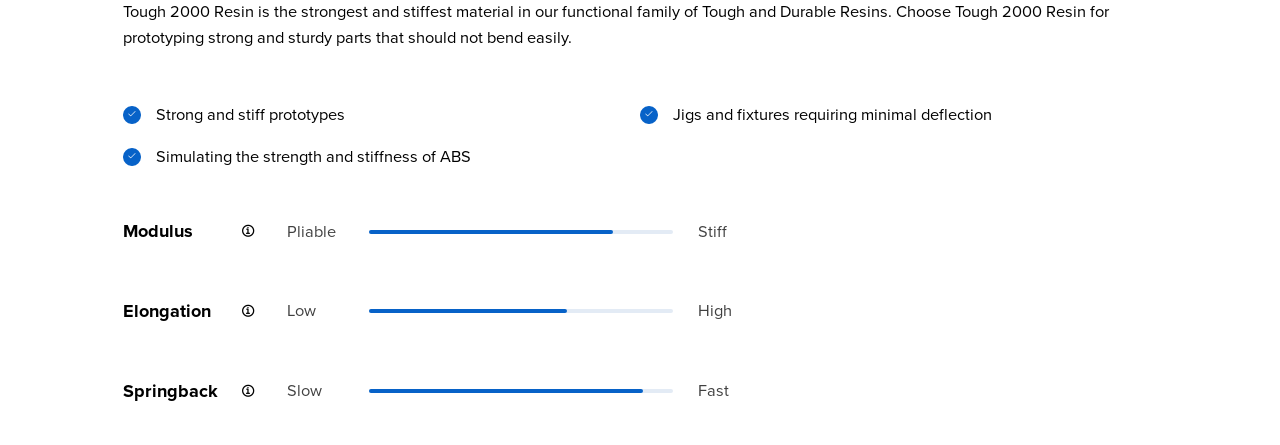 Tough 2000 Resin is the strongest and stiffest material in our functional family of Tough and Durable Resins. Choose Tough 2000 Resin for
prototyping strong and sturdy parts that should not bend easily.
Strong and stiff prototypes
Jigs and fixtures requiring minimal deflection
Simulating the strength and stiffness of ABS
Modulus Pliable Stiff
Elongation Low High
Springback Slow Fast